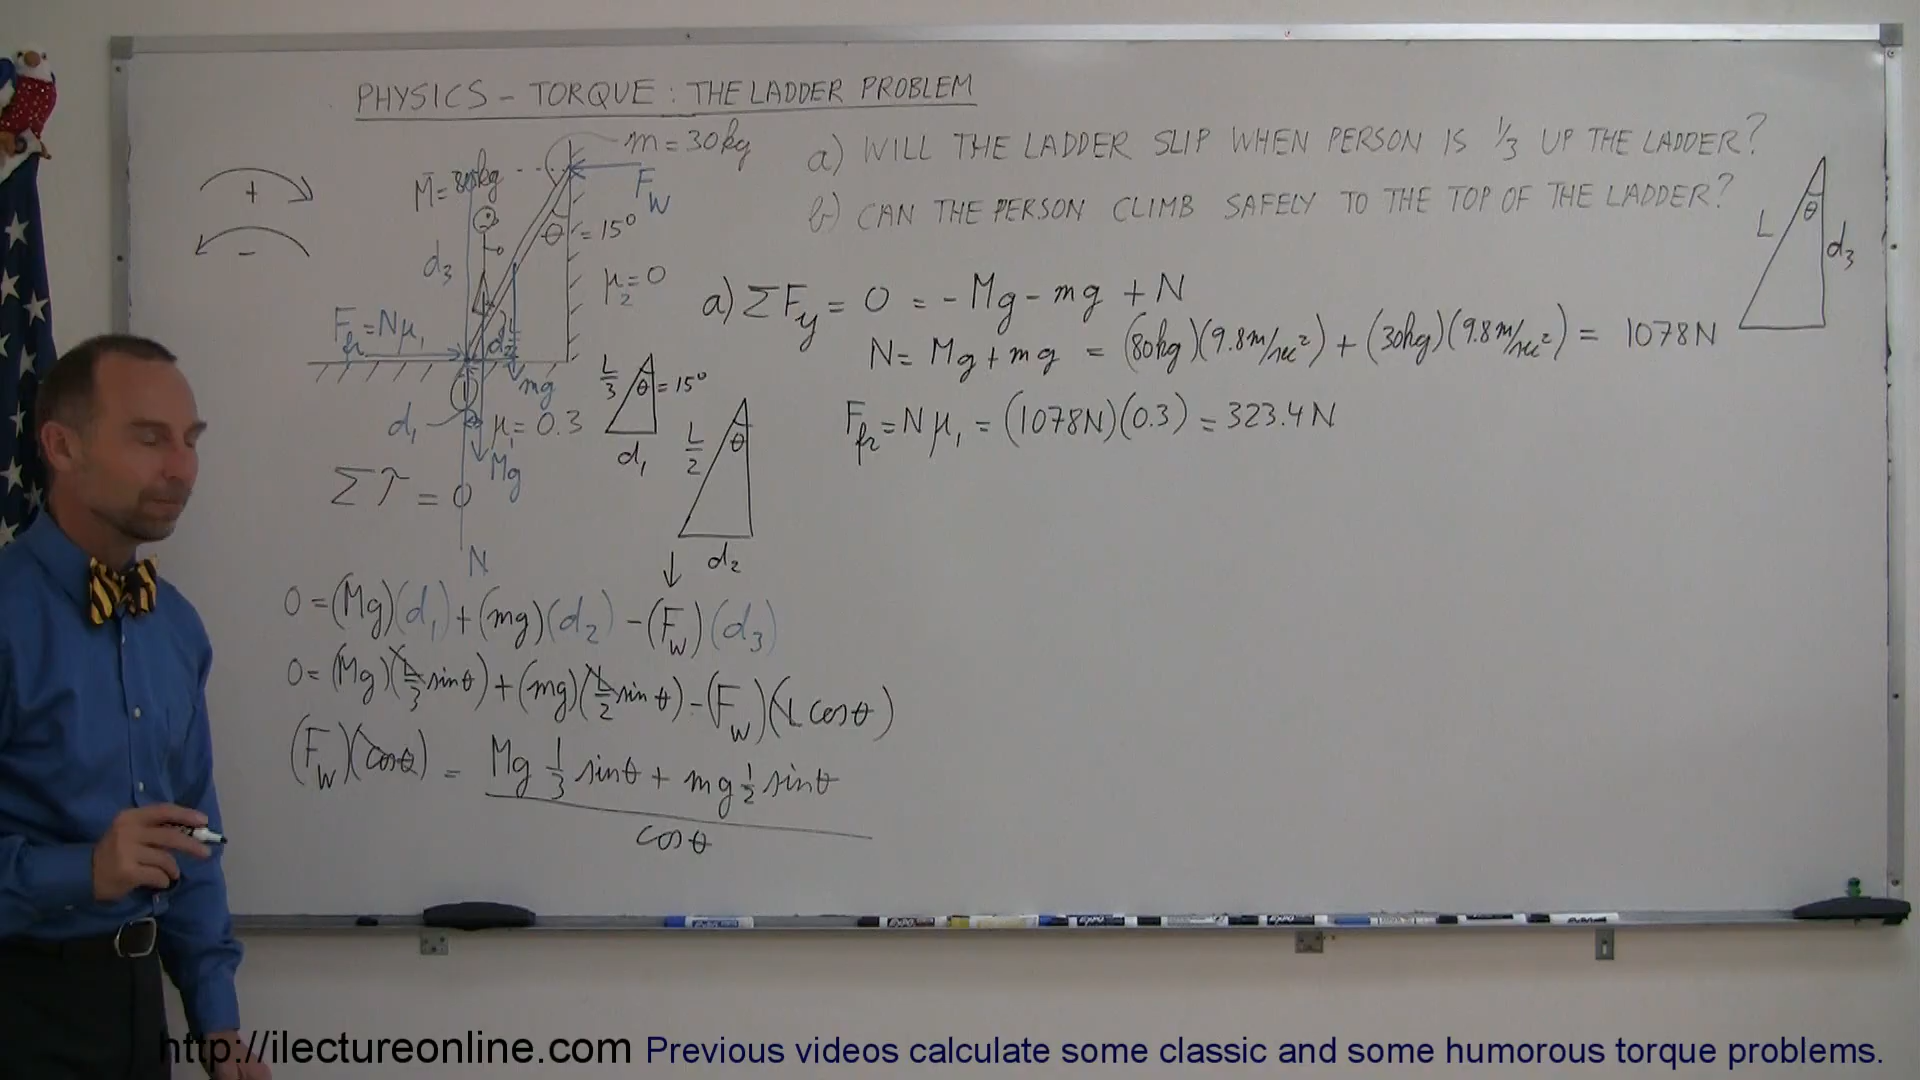 PHYSICS - TORQUE: THE LADDER PROBLEM
m = 30kg
a) WILL THE LADDER SLIP WHEN PERSON IS 1/3 UP THE LADDER?
b) CAN THE PERSON CLIMB SAFELY TO THE TOP OF THE LADDER?
+
-
M = 80kg
F_W
θ = 15°
d₃
μ₂ = 0
F_fr = Nμ₁
d₂
mg
d₁
μ₁ = 0.3
Mg
Στ = 0
N
L/3
θ = 15°
d₁
L/2
θ
d₂
L
θ
d₃
a) ΣF_y = 0 = -Mg - mg + N
N = Mg + mg = (80kg)(9.8m/sec²) + (30kg)(9.8m/sec²) = 1078N
F_fr = Nμ₁ = (1078N)(0.3) = 323.4N
0 = (Mg)(d₁) + (mg)(d₂) - (F_W)(d₃)
0 = (Mg)(L/3 sinθ) + (mg)(L/2 sinθ) - (F_W)(L cosθ)
(F_W)(cosθ) = Mg 1/3 sinθ + mg 1/2 sinθ
cosθ
EXPO
http://ilectureonline.com Previous videos calculate some classic and some humorous torque problems.